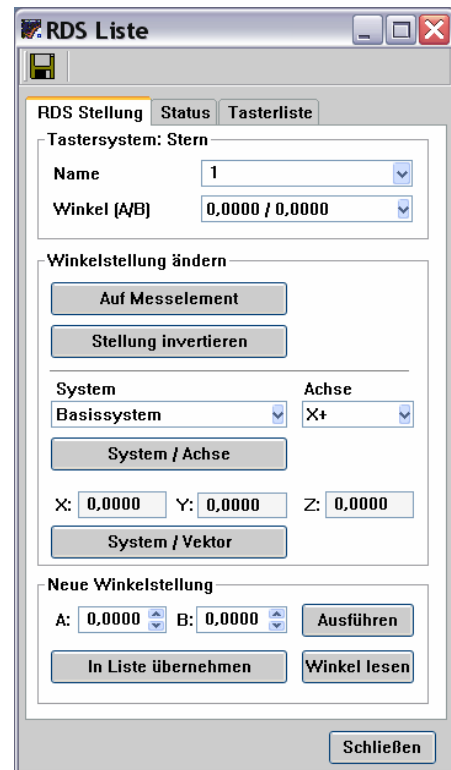 RDS Liste
RDS Stellung Status Tasterliste
Tastersystem: Stern
Name 1
Winkel (A/B) 0,0000 / 0,0000
Winkelstellung ändern
Auf Messelement
Stellung invertieren
System Achse
Basissystem X+
System / Achse
X: 0,0000 Y: 0,0000 Z: 0,0000
System / Vektor
Neue Winkelstellung
A: 0,0000 B: 0,0000 Ausführen
In Liste übernehmen Winkel lesen
Schließen